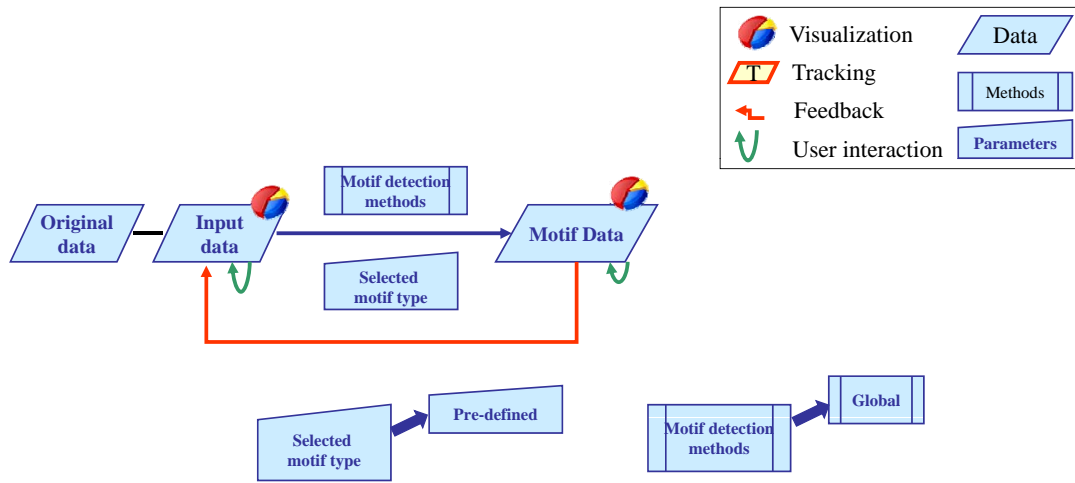 Visualization
Data
T
Tracking
Methods
Feedback
User interaction
Parameters
Original
data
Input
data
Motif detection
methods
Selected
motif type
Motif Data
Selected
motif type
Pre-defined
Motif detection
methods
Global